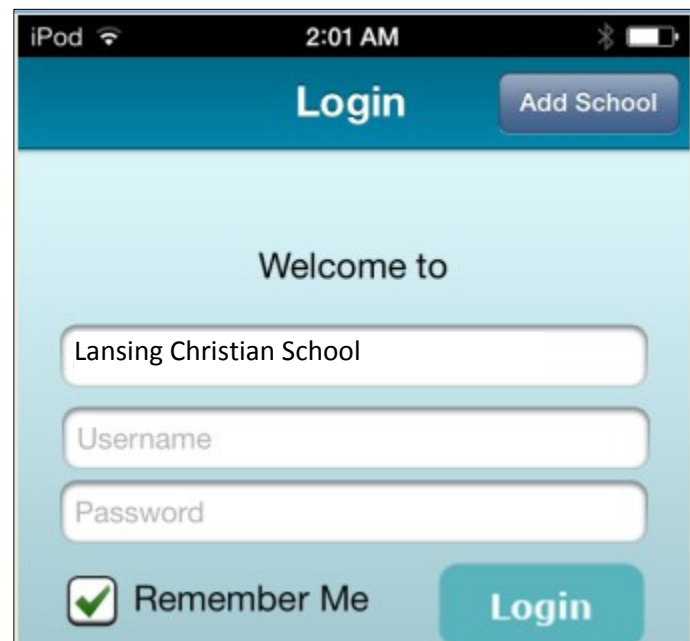 iPod 2:01 AM
Login Add School
Welcome to
Lansing Christian School
Username
Password
Remember Me Login